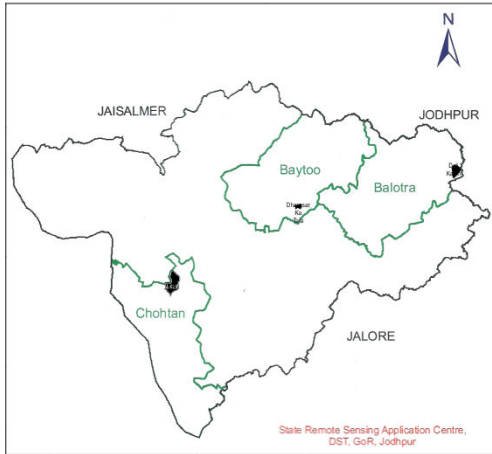 N
JAISALMER
JODHPUR
Baytoo
Balotra
Chohtan
JALORE
State Remote Sensing Application Centre,
DST, GoR, Jodhpur